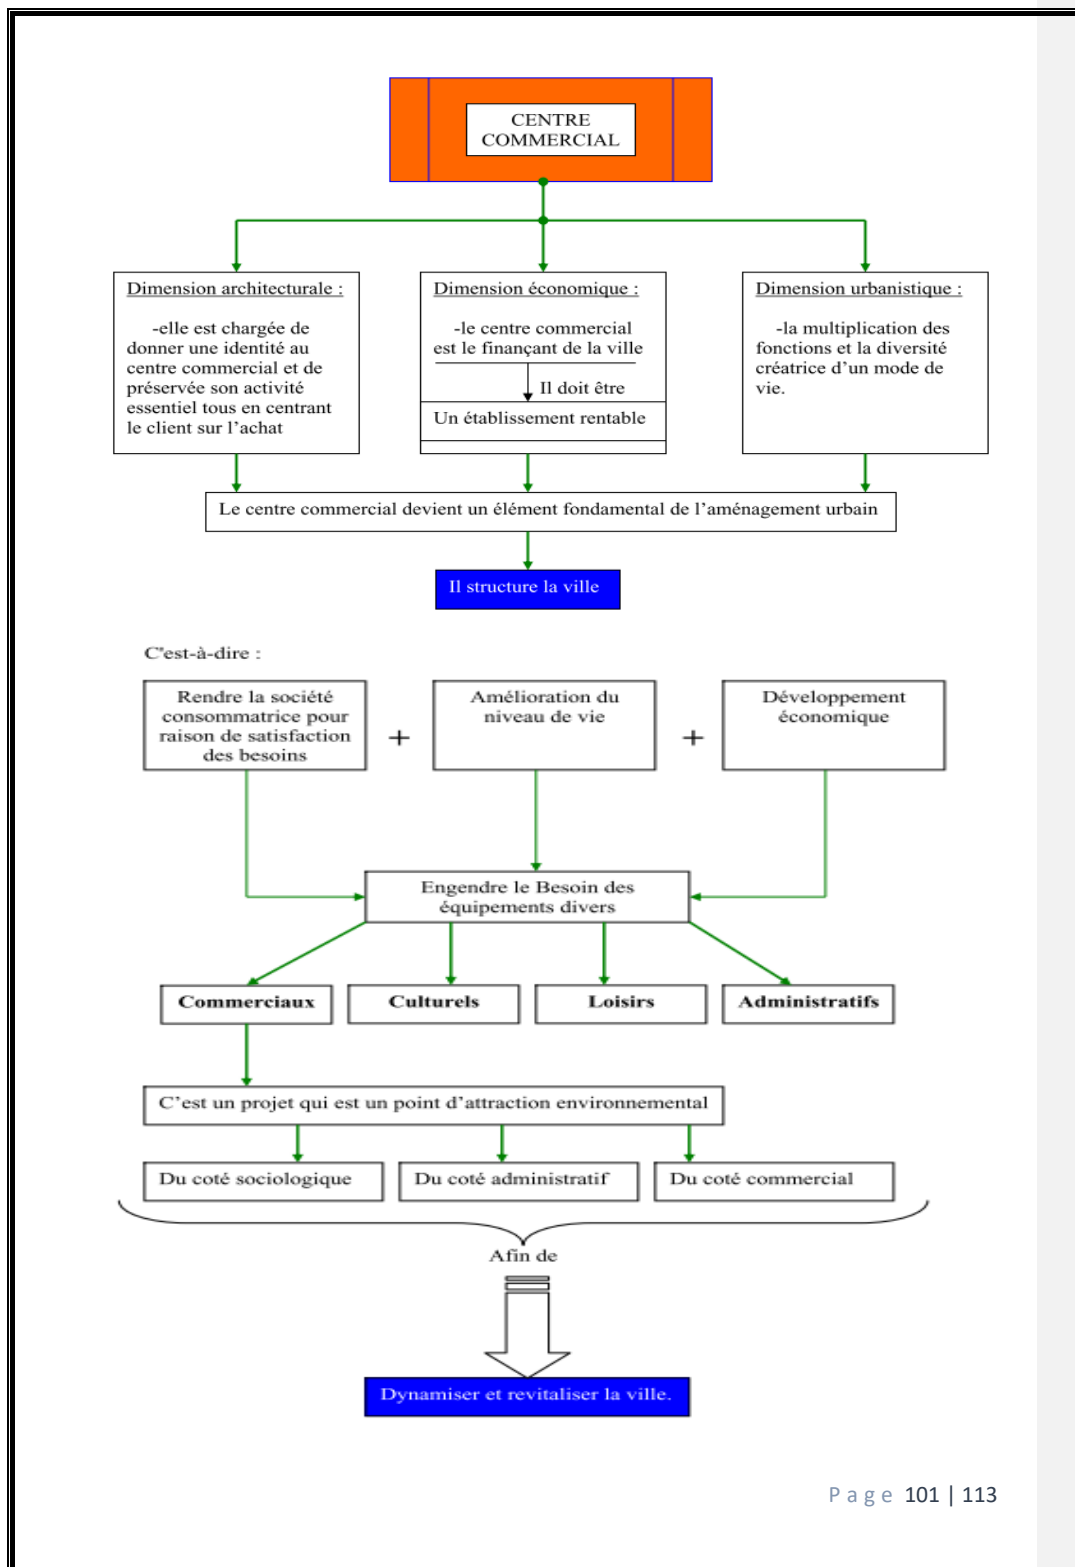 CENTRE
COMMERCIAL
Dimension architecturale :
-elle est chargée de
donner une identité au
centre commercial et de
préservée son activité
essentiel tous en centrant
le client sur l'achat
Dimension économique :
-le centre commercial
est le finançant de la ville
Il doit être
Un établissement rentable
Dimension urbanistique :
-la multiplication des
fonctions et la diversité
créatrice d'un mode de
vie.
Le centre commercial devient un élément fondamental de l'aménagement urbain
Il structure la ville
C'est-à-dire :
Rendre la société
consommatrice pour
raison de satisfaction
des besoins
+
Amélioration du
niveau de vie
+
Développement
économique
Engendre le Besoin des
équipements divers
Commerciaux
Culturels
Loisirs
Administratifs
C'est un projet qui est un point d'attraction environnemental
Du coté sociologique
Du coté administratif
Du coté commercial
Afin de
Dynamiser et revitaliser la ville.
Page 101 | 113